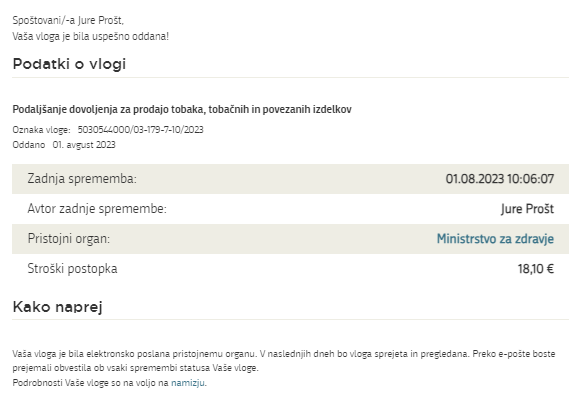 Spoštovani/-a Jure Prošt,
Vaša vloga je bila uspešno oddana!
Podatki o vlogi
Podaljšanje dovoljenja za prodajo tobaka, tobačnih in povezanih izdelkov
Oznaka vloge: 5030544000/03-179-7-10/2023
Oddano 01. avgust 2023
Zadnja sprememba: 01.08.2023 10:06:07
Avtor zadnje spremembe: Jure Prošt
Pristojni organ: Ministrstvo za zdravje
Stroški postopka 18,10 €
Kako naprej
Vaša vloga je bila elektronsko poslana pristojnemu organu. V naslednjih dneh bo vloga sprejeta in pregledana. Preko e-pošte boste
prejemali obvestila ob vsaki spremembi statusa Vaše vloge.
Podrobnosti Vaše vloge so na voljo na namizju.